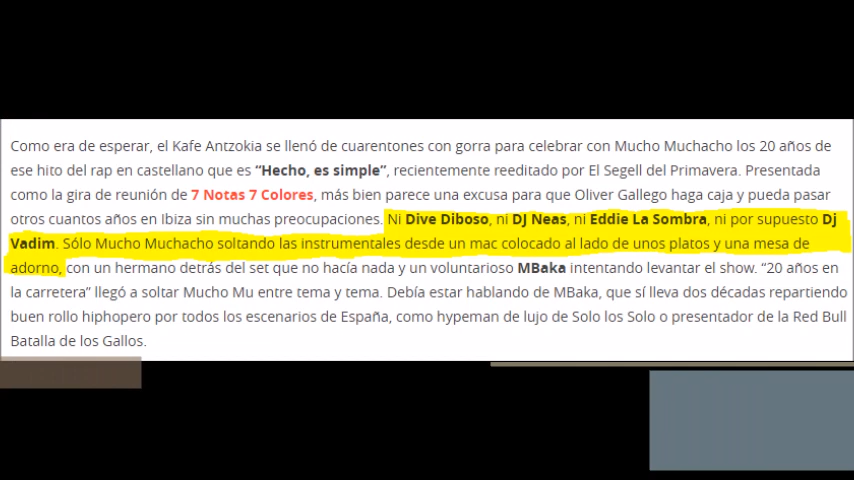 Como era de esperar, el Kafe Antzokia se llenó de cuarentones con gorra para celebrar con Mucho Muchacho los 20 años de
ese hito del rap en castellano que es “Hecho, es simple”, recientemente reeditado por El Segell del Primavera. Presentada
como la gira de reunión de 7 Notas 7 Colores, más bien parece una excusa para que Oliver Gallego haga caja y pueda pasar
otros cuantos años en Ibiza sin muchas preocupaciones. Ni Dive Diboso, ni DJ Neas, ni Eddie La Sombra, ni por supuesto Dj
Vadim. Sólo Mucho Muchacho soltando las instrumentales desde un mac colocado al lado de unos platos y una mesa de
adorno, con un hermano detrás del set que no hacía nada y un voluntarioso MBaka intentando levantar el show. “20 años en
la carretera” llegó a soltar Mucho Mu entre tema y tema. Debía estar hablando de MBaka, que sí lleva dos décadas repartiendo
buen rollo hiphopero por todos los escenarios de España, como hypeman de lujo de Solo los Solo o presentador de la Red Bull
Batalla de los Gallos.